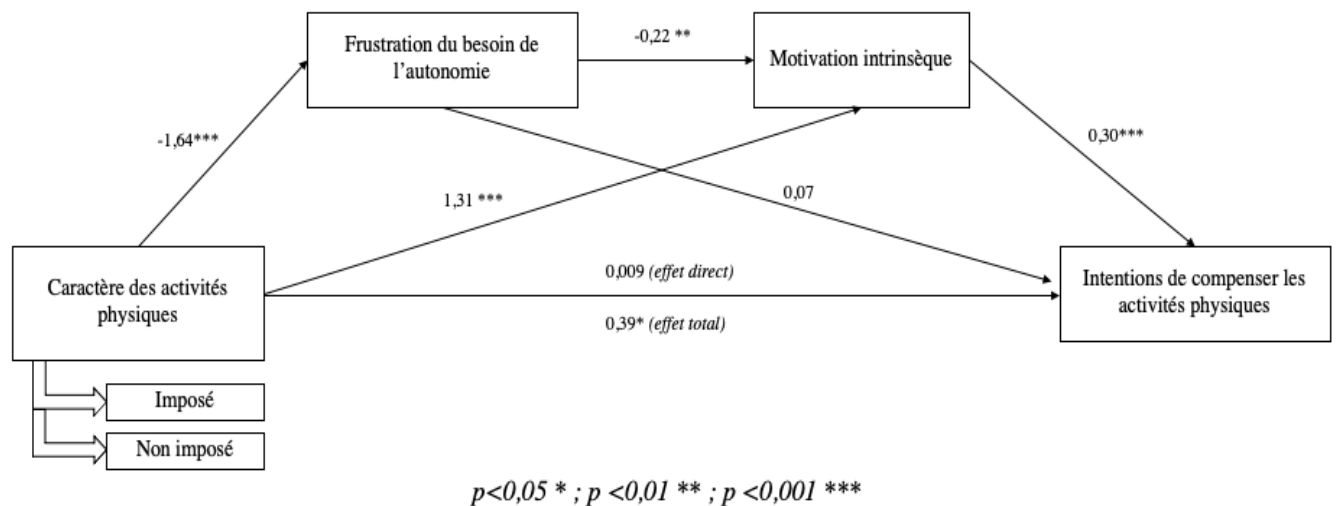 Frustration du besoin de
l’autonomie
-0,22 **
Motivation intrinsèque
-1,64***
0,30***
1,31 ***
0,07
Caractère des activités
physiques
0,009 (effet direct)
0,39* (effet total)
Intentions de compenser les
activités physiques
Imposé
Non imposé
p<0,05 * ; p <0,01 ** ; p <0,001 ***